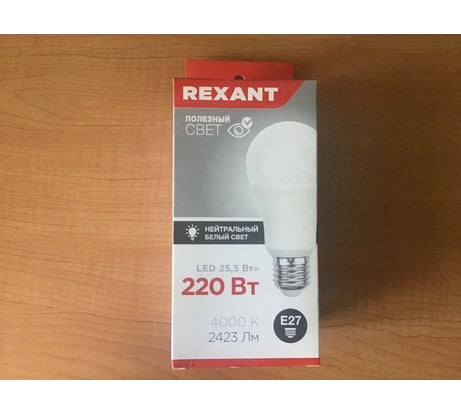 REXANT
ПОЛЕЗНЫЙ
СВЕТ
НЕЙТРАЛЬНЫЙ
БЕЛЫЙ СВЕТ
LED 25,5 Вт=
220 Вт
4000 К
2423 Лм
E27